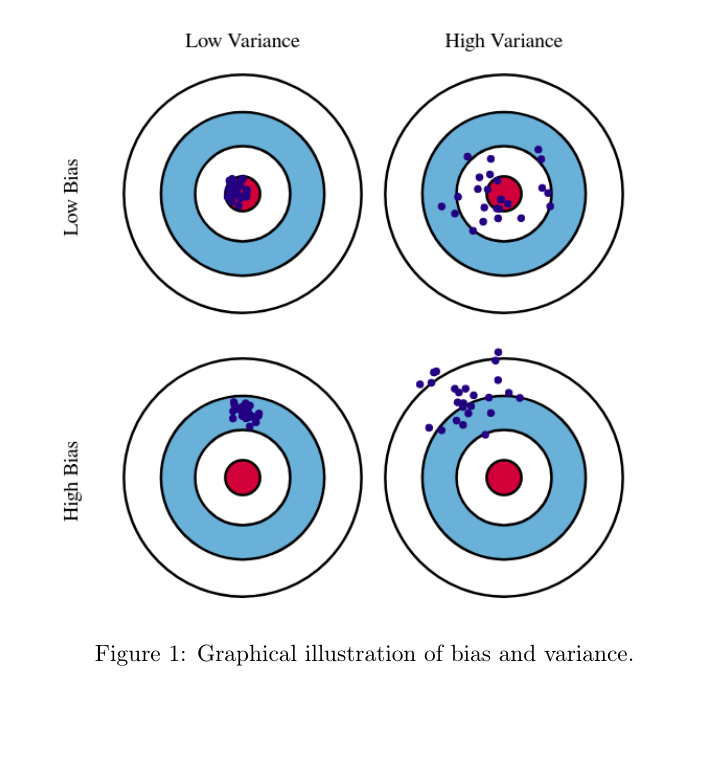 Low Variance
High Variance
Low Bias
High Bias
Figure 1: Graphical illustration of bias and variance.